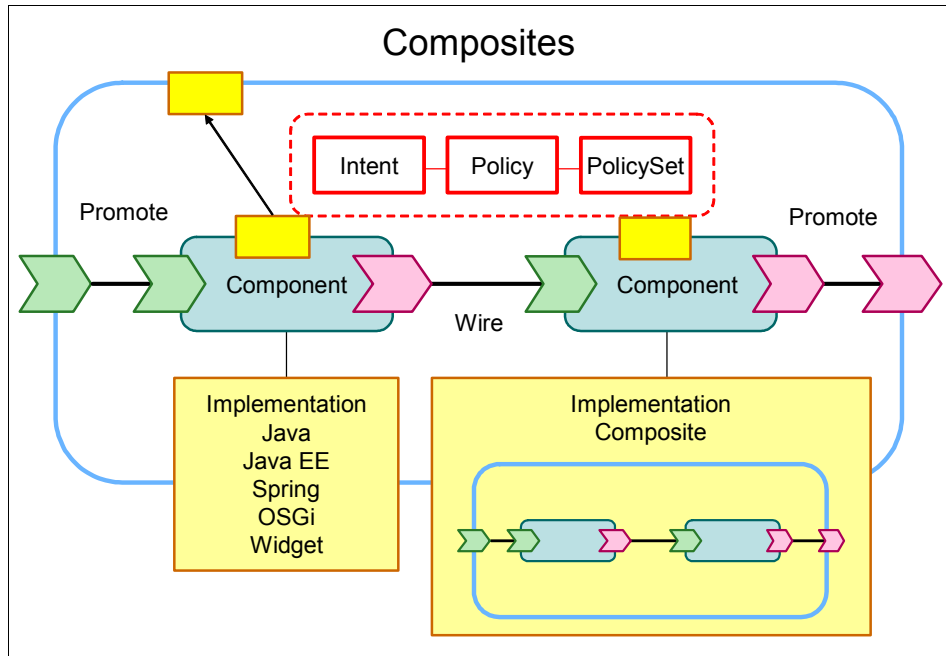 Composites
Intent
Policy
PolicySet
Promote
Promote
Component
Component
Wire
Implementation
Java
Java EE
Spring
OSGi
Widget
Implementation
Composite